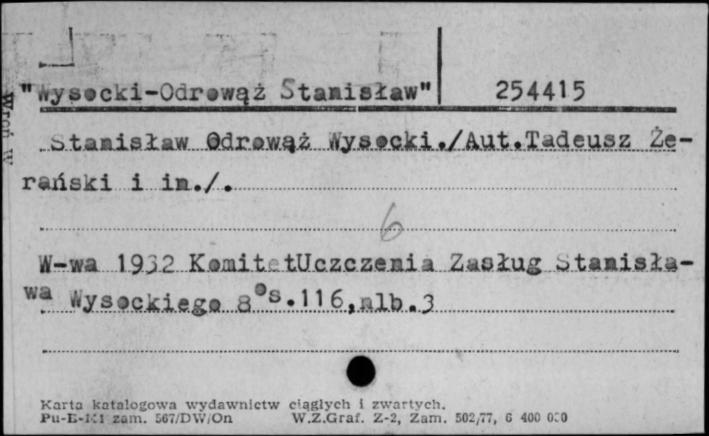 "Wysocki-Odrowąż Stanisław" 254415
Stanisław Odrowąż Wysocki./Aut.Tadeusz Że-
rański i in./.
6
W-wa 1932 KomitetUczczenia Zasług Stanisła-
wa Wysockiego 8°s.116,nlb.3
Karta katalogowa wydawnictw ciągłych i zwartych.
zam. 567/DW/On W.Z.Graf. Z-2, Zam. 502/77, 6 400 000